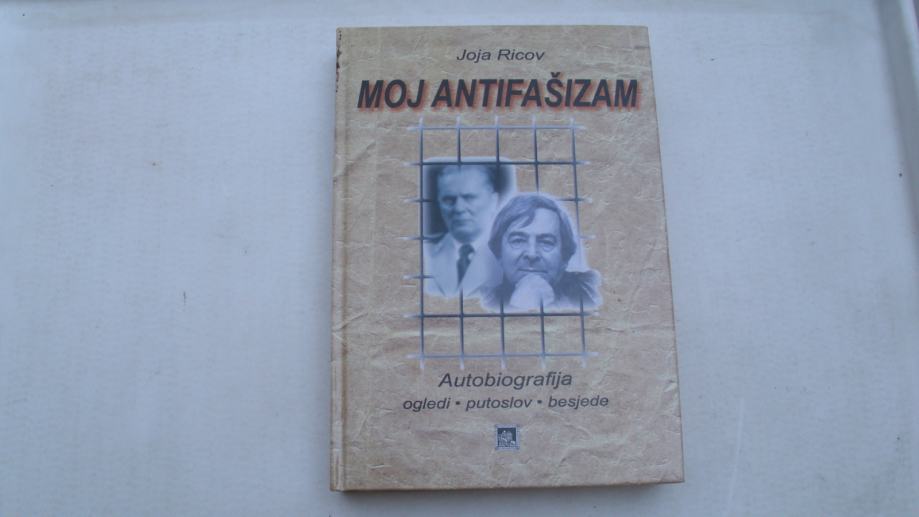 Joja Ricov
MOJ ANTIFAŠIZAM
Autobiografija
ogledi • putoslov • besjede